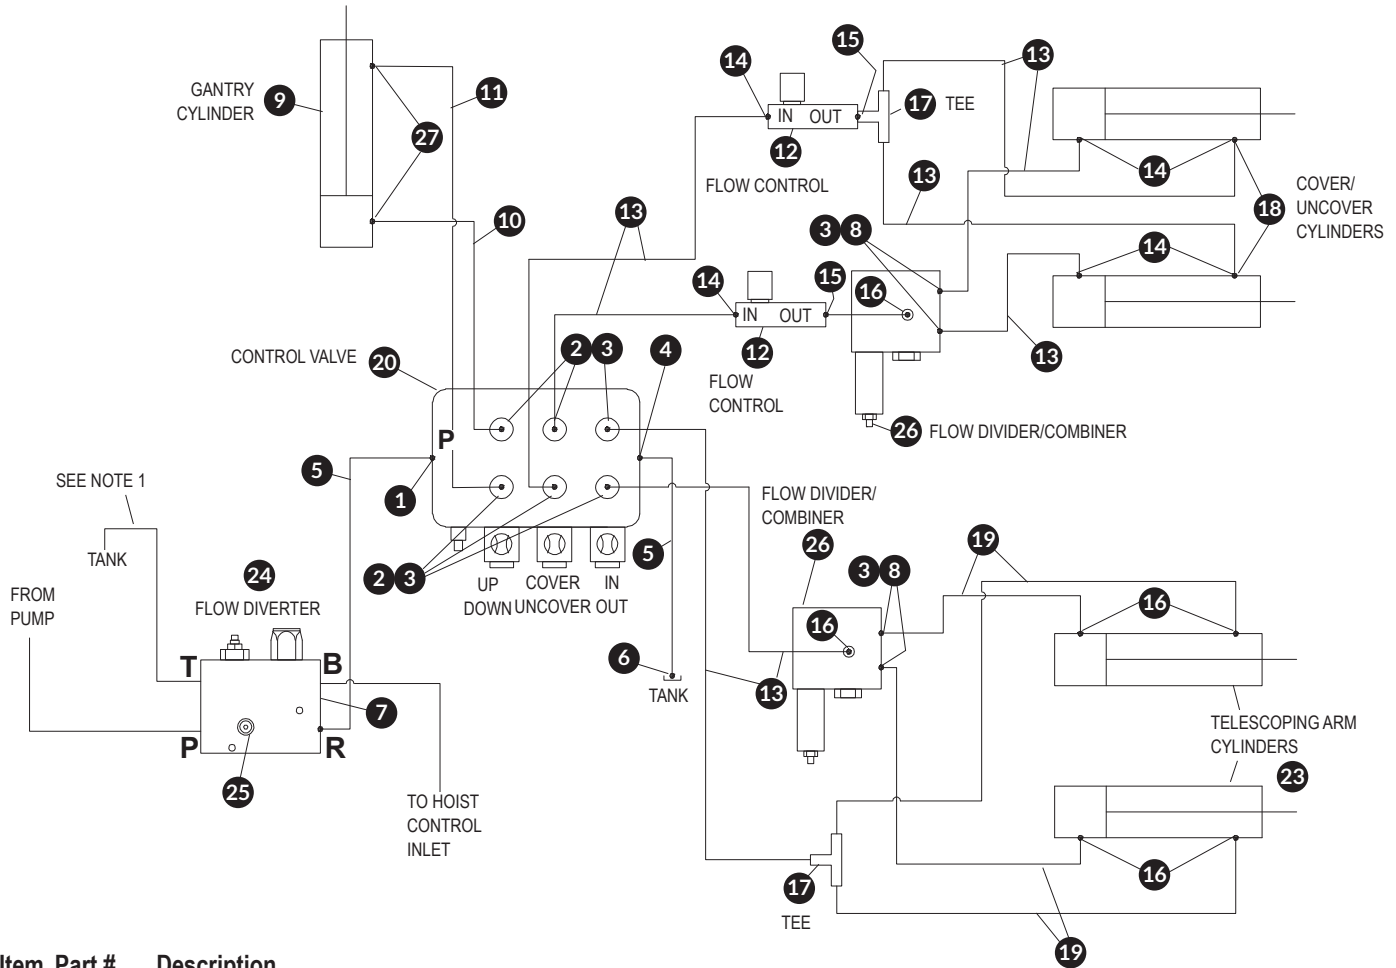 15
13
14
GANTRY
CYLINDER
9
11
17
TEE
IN OUT
12
27
FLOW CONTROL
13
14
COVER/
UNCOVER
CYLINDERS
18
10
13
3 8
14
14
15
16
IN OUT
12
13
CONTROL VALVE
20
2 3
4
FLOW
CONTROL
26
FLOW DIVIDER/COMBINER
P
5
SEE NOTE 1
1
FLOW DIVIDER/
COMBINER
26
TANK
24
FLOW DIVERTER
FROM
PUMP
2 3
UP
DOWN
COVER
UNCOVER
IN
OUT
5
3 8
19
16
16
6
TANK
13
T
B
7
P
R
25
TELESCOPING ARM
CYLINDERS
23
TO HOIST
CONTROL
INLET
17
TEE
16
19
Item Part # Description